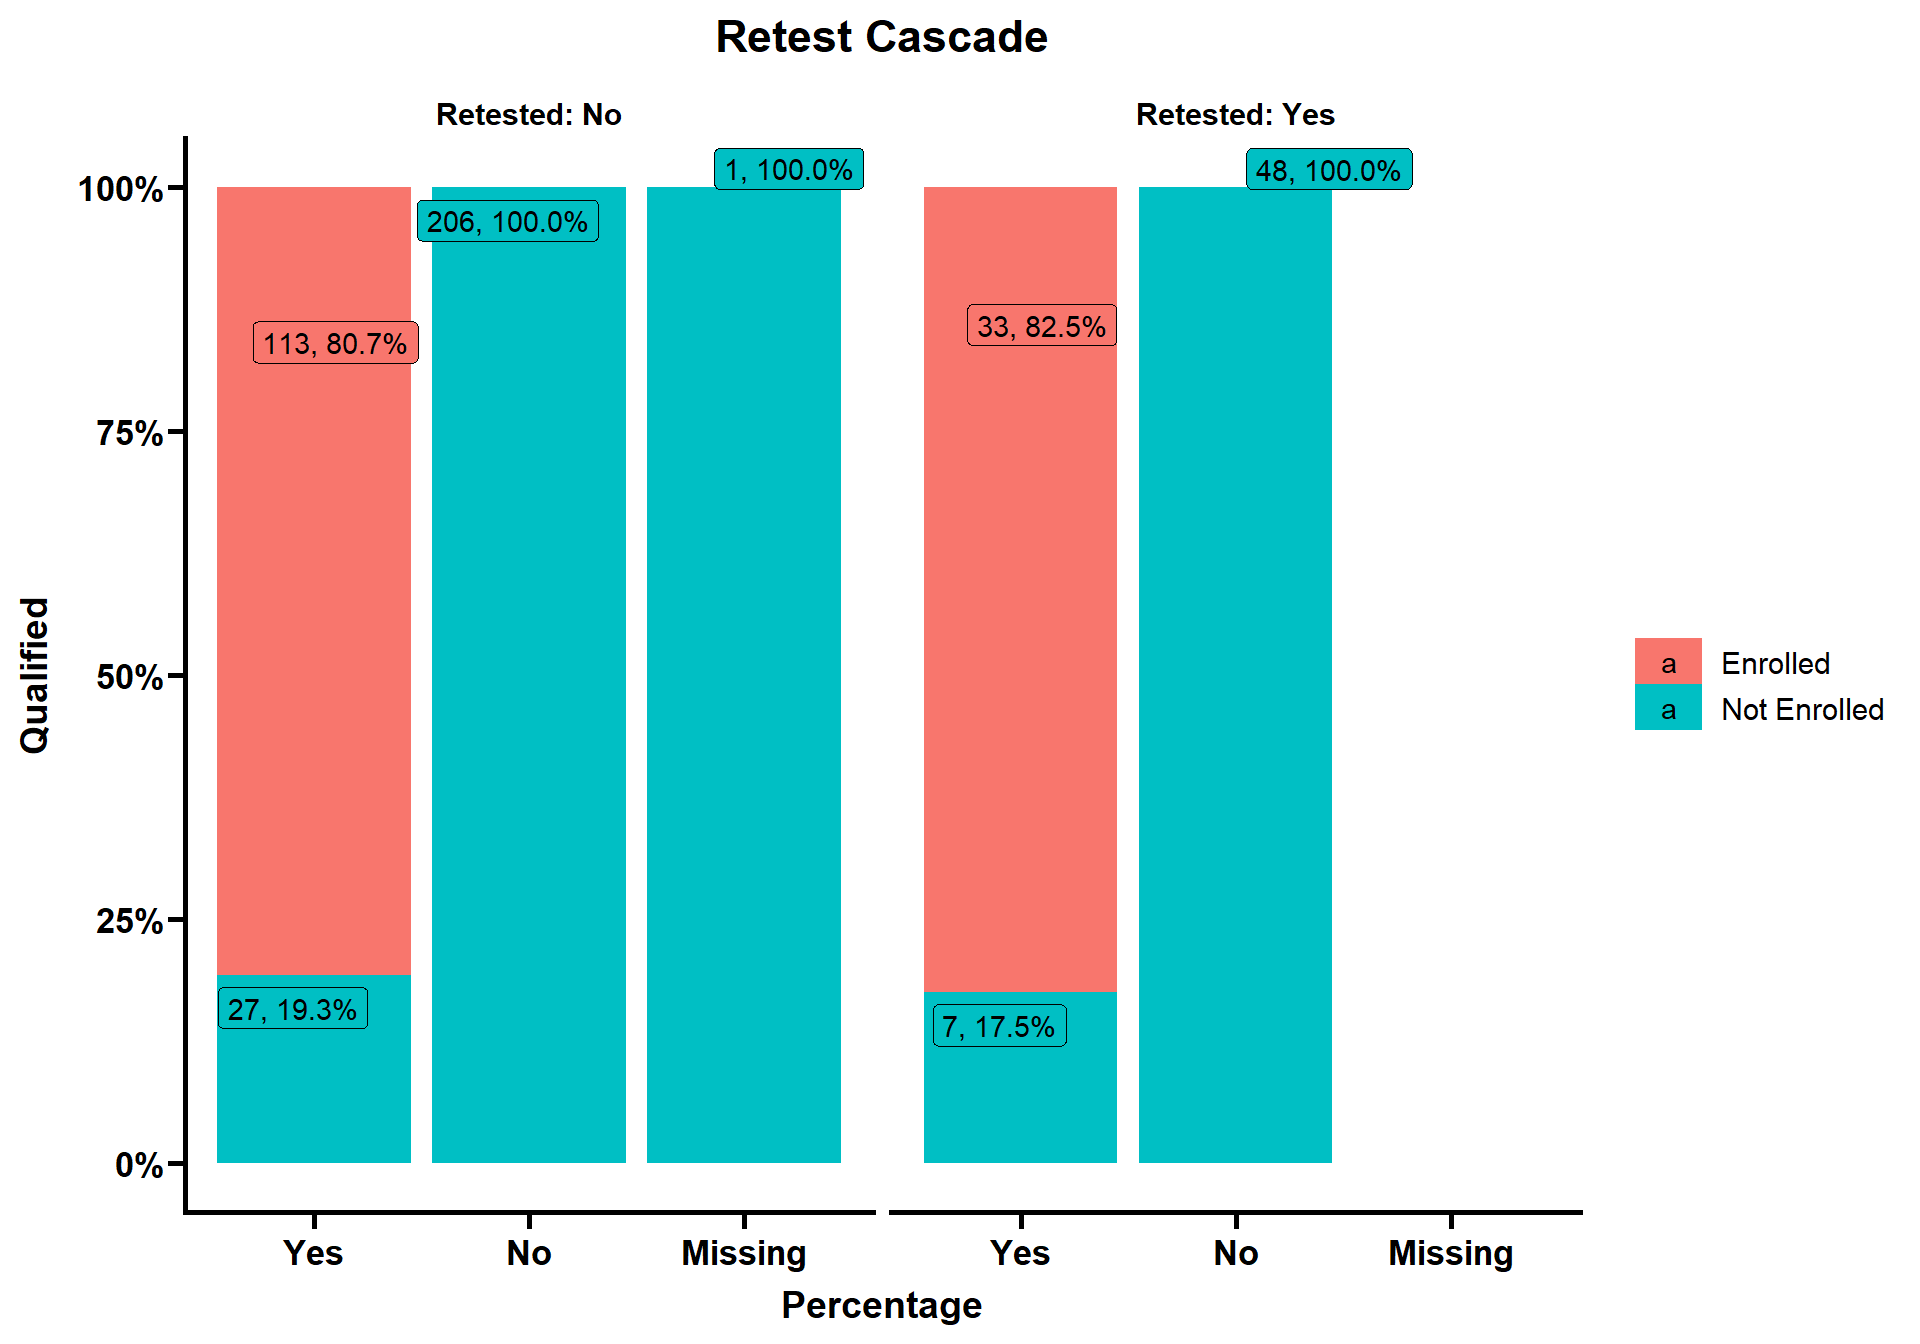 Retest Cascade
Retested: No
Retested: Yes
Qualified
100%
75%
50%
25%
0%
1, 100.0%
206, 100.0%
113, 80.7%
27, 19.3%
48, 100.0%
33, 82.5%
7, 17.5%
a Enrolled
a Not Enrolled
Yes No Missing
Yes No Missing
Percentage